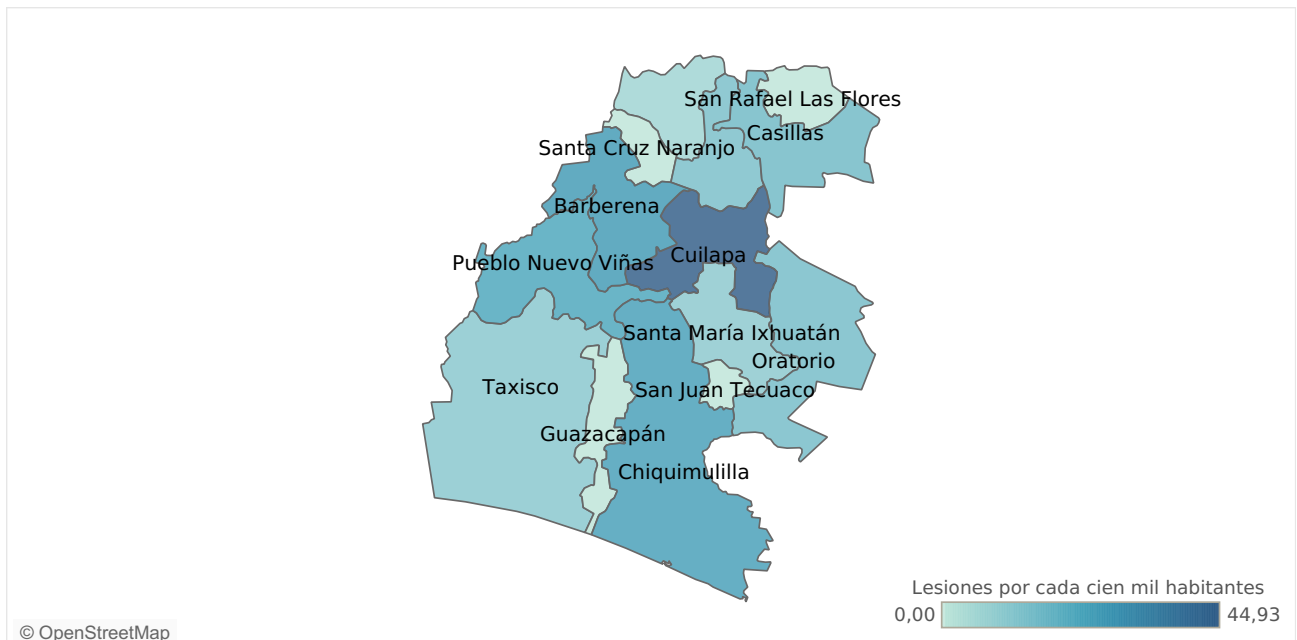 San Rafael Las Flores
Casillas
Santa Cruz Naranjo
Barberena
Cuilapa
Pueblo Nuevo Viñas
Santa María Ixhuatán
Oratorio
Taxisco
San Juan Tecuaco
Guazacapán
Chiquimulilla
Lesiones por cada cien mil habitantes
0,00
44,93
© OpenStreetMap